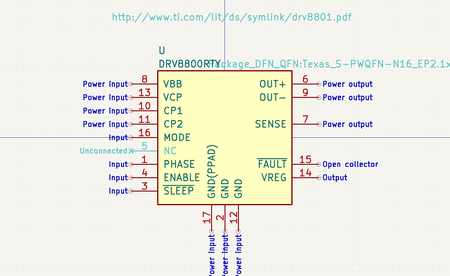 http://www.ti.com/lit/ds/symlink/drv8801.pdf
U
DRV8800RTY
Package_DFN_QFN:Texas_S-PWQFN-N16_EP2.1x
Power input 8 VBB OUT+ 6 Power output
Power input 13 VCP OUT- 9 Power output
Power input 10 CP1
Power input 11 CP2 SENSE 7 Power output
Input 16 MODE
Unconnected 5 NC
Input 1 PHASE FAULT 15 Open collector
Input 4 ENABLE VREG 14 Output
Input 3 SLEEP
GND(PPAD) GND GND
17 2 12
Power input Power input Power input